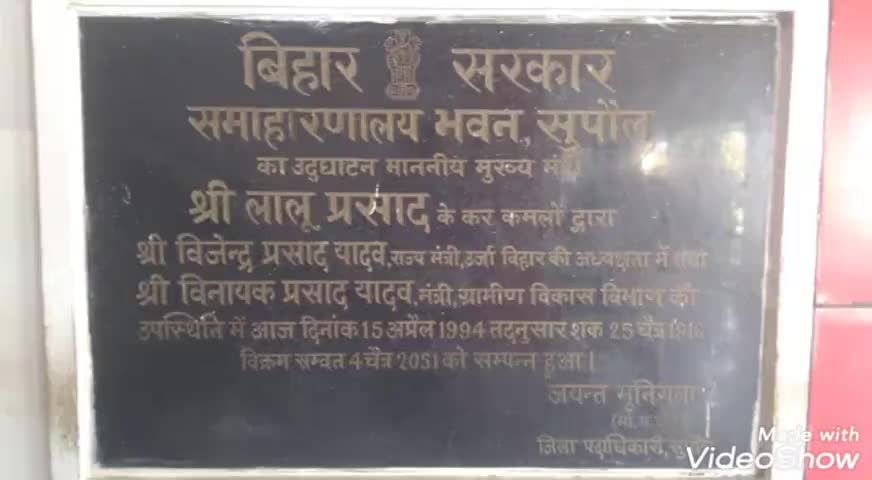 बिहार सरकार
समाहारणालय भवन, सुपौल
का उद्घाटन माननीय मुख्य मंत्री
श्री लालू प्रसाद के कर कमलों द्वारा
श्री विजेन्द्र प्रसाद यादव, राज्य मंत्री, उर्जा बिहार की अध्यक्षता में तथा
श्री विनायक प्रसाद यादव, मंत्री, ग्रामीण विकास विभाग की
उपस्थिति में आज दिनांक 15 अप्रैल 1994 तदनुसार शक 25 चैत्र 1916
विक्रम सम्वत 4 चैत्र 2051 को सम्पन्न हुआ।
जयन्त
जिला पदाधिकारी, सुपौल
Made with
VideoShow